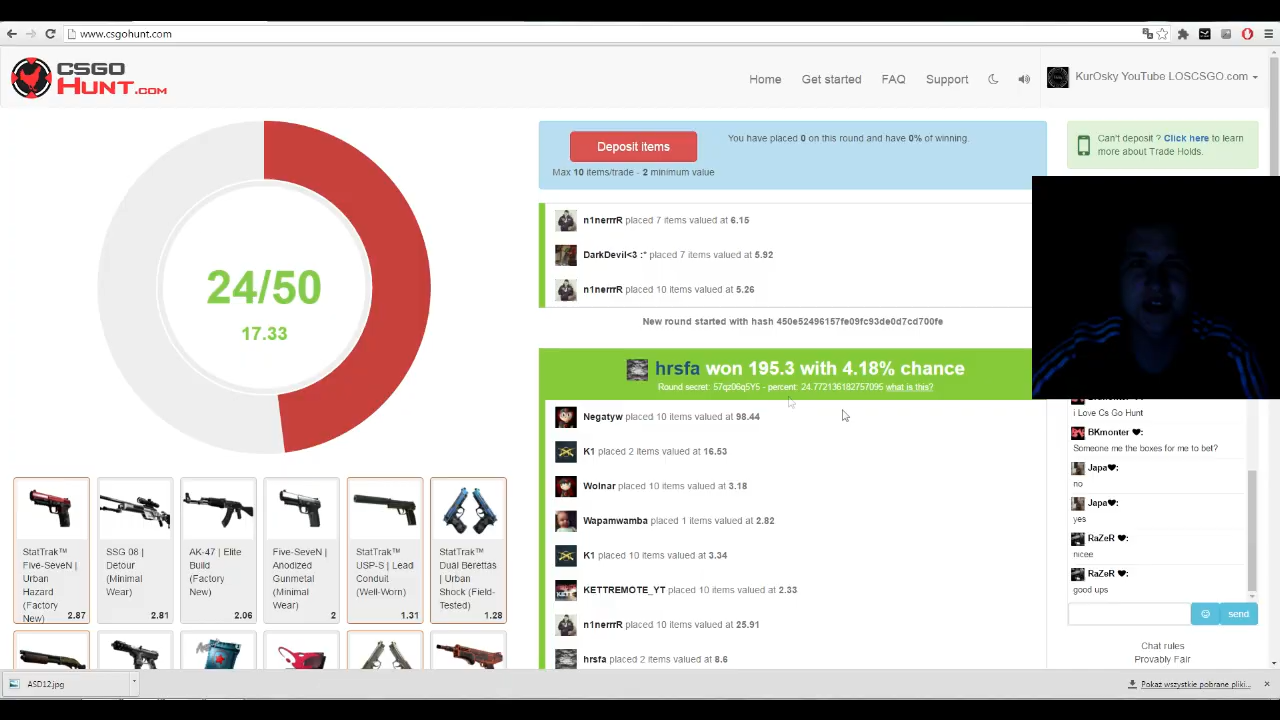 www.csgohunt.com
CSGO
HUNT.COM
Home
Get started
FAQ
Support
KurOsky YouTube LOSCSGO.com
24/50
17.33
Deposit items
You have placed 0 on this round and have 0% of winning.
Max 10 items/trade - 2 minimum value
Can't deposit ? Click here to learn
more about Trade Holds.
n1nerrrR placed 7 items valued at 6.15
DarkDevil<3 :* placed 7 items valued at 5.92
n1nerrrR placed 10 items valued at 5.26
New round started with hash 450e52496157fe09fc93de0d7cd700fe
hrsfa won 195.3 with 4.18% chance
Round secret: 57qz06q5Y5 - percent: 24.772136182757095 what is this?
Negatyw placed 10 items valued at 98.44
K1 placed 2 items valued at 16.53
Wolnar placed 10 items valued at 3.18
Wapamwamba placed 1 items valued at 2.82
K1 placed 10 items valued at 3.34
KETTREMOTE_YT placed 10 items valued at 2.33
n1nerrrR placed 10 items valued at 25.91
hrsfa placed 2 items valued at 8.6
StatTrak™
Five-SeveN |
Urban
Hazard
(Factory
New)
2.87
SSG 08 |
Detour
(Minimal
Wear)
2.81
AK-47 | Elite
Build
(Factory
New)
2.06
Five-SeveN |
Anodized
Gunmetal
(Minimal
Wear)
2
StatTrak™
USP-S | Lead
Conduit
(Well-Worn)
1.31
StatTrak™
Dual Berettas
| Urban
Shock (Field-
Tested)
1.28
i Love Cs Go Hunt
BKmonter ♥:
Someone me the boxes for me to bet?
Japa♥:
no
Japa♥:
yes
RaZeR ♥:
nicee
RaZeR ♥:
good ups
send
Chat rules
Provably Fair
ASD12.jpg
Pokaż wszystkie pobrane pliki...